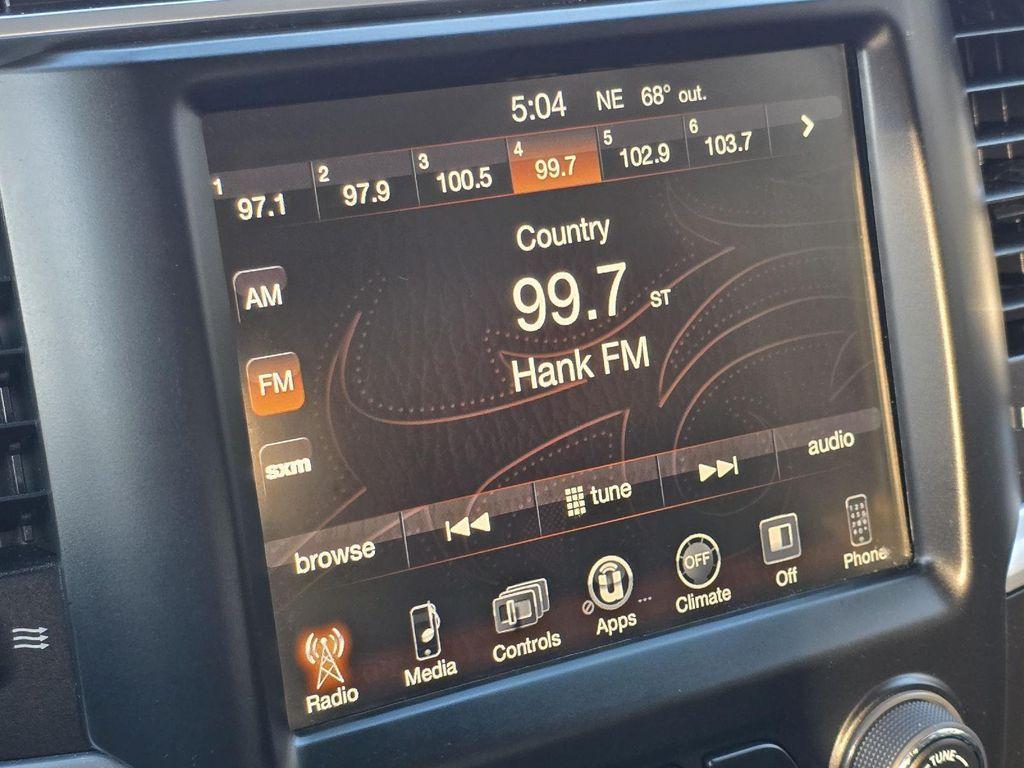 5:04 NE 68° out.
1 97.1 2 97.9 3 100.5 4 99.7 5 102.9 6 103.7
Country
AM
99.7 ST
FM
Hank FM
sxm
browse tune audio
Radio Media Controls Apps ... OFF Climate Off Phone
TUNE